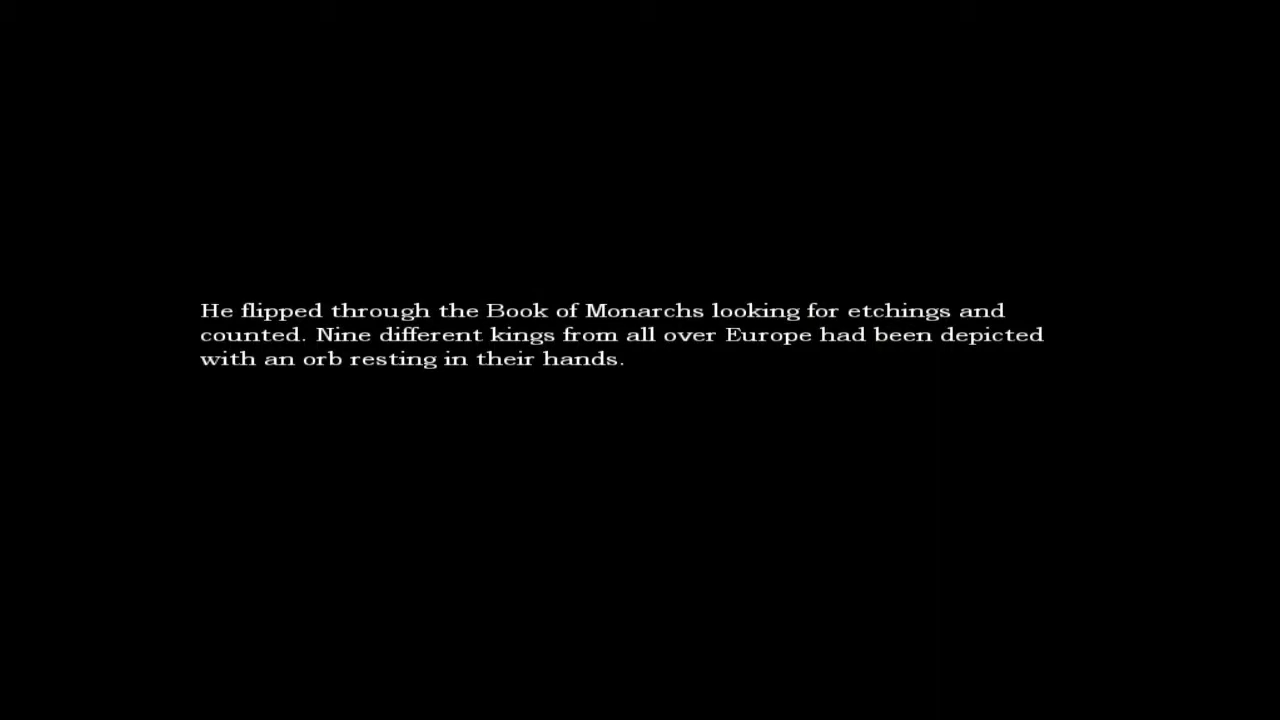 He flipped through the Book of Monarchs looking for etchings and
counted. Nine different kings from all over Europe had been depicted
with an orb resting in their hands.